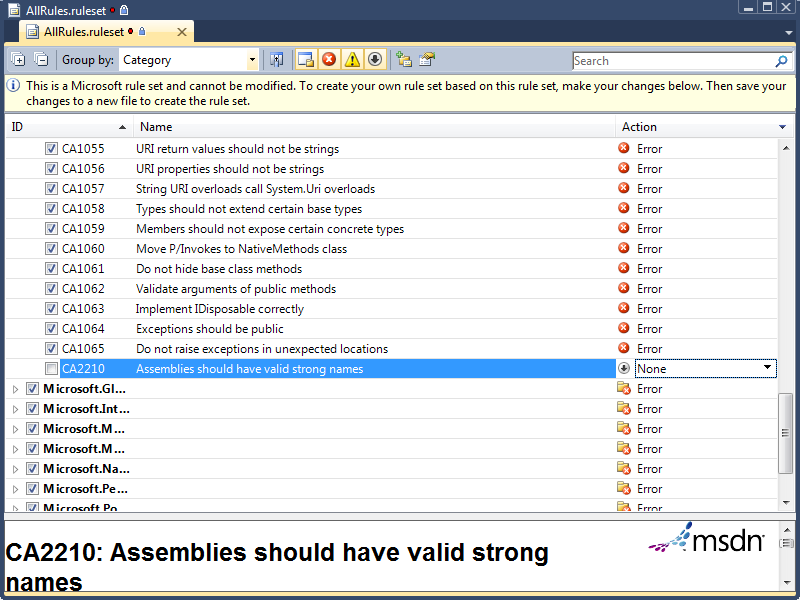 AllRules.ruleset
AllRules.ruleset
Group by: Category Search
This is a Microsoft rule set and cannot be modified. To create your own rule set based on this rule set, make your changes below. Then save your
changes to a new file to create the rule set.
ID Name Action
CA1055 URI return values should not be strings Error
CA1056 URI properties should not be strings Error
CA1057 String URI overloads call System.Uri overloads Error
CA1058 Types should not extend certain base types Error
CA1059 Members should not expose certain concrete types Error
CA1060 Move P/Invokes to NativeMethods class Error
CA1061 Do not hide base class methods Error
CA1062 Validate arguments of public methods Error
CA1063 Implement IDisposable correctly Error
CA1064 Exceptions should be public Error
CA1065 Do not raise exceptions in unexpected locations Error
CA2210 Assemblies should have valid strong names None
Microsoft.Gl... Error
Microsoft.Int... Error
Microsoft.M... Error
Microsoft.M... Error
Microsoft.Na... Error
Microsoft.Pe... Error
Microsoft.Po Error
msdn
CA2210: Assemblies should have valid strong
names